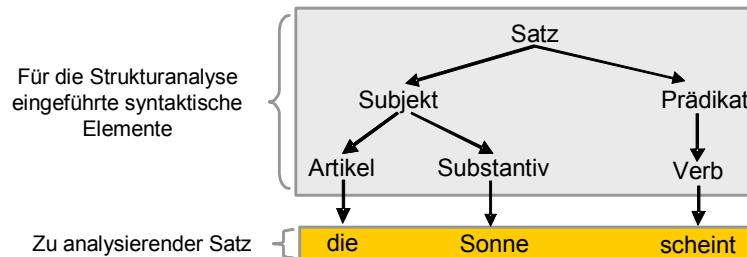 Satz
Für die Strukturanalyse
eingeführte syntaktische
Elemente
Subjekt Prädikat
Artikel Substantiv Verb
Zu analysierender Satz die Sonne scheint